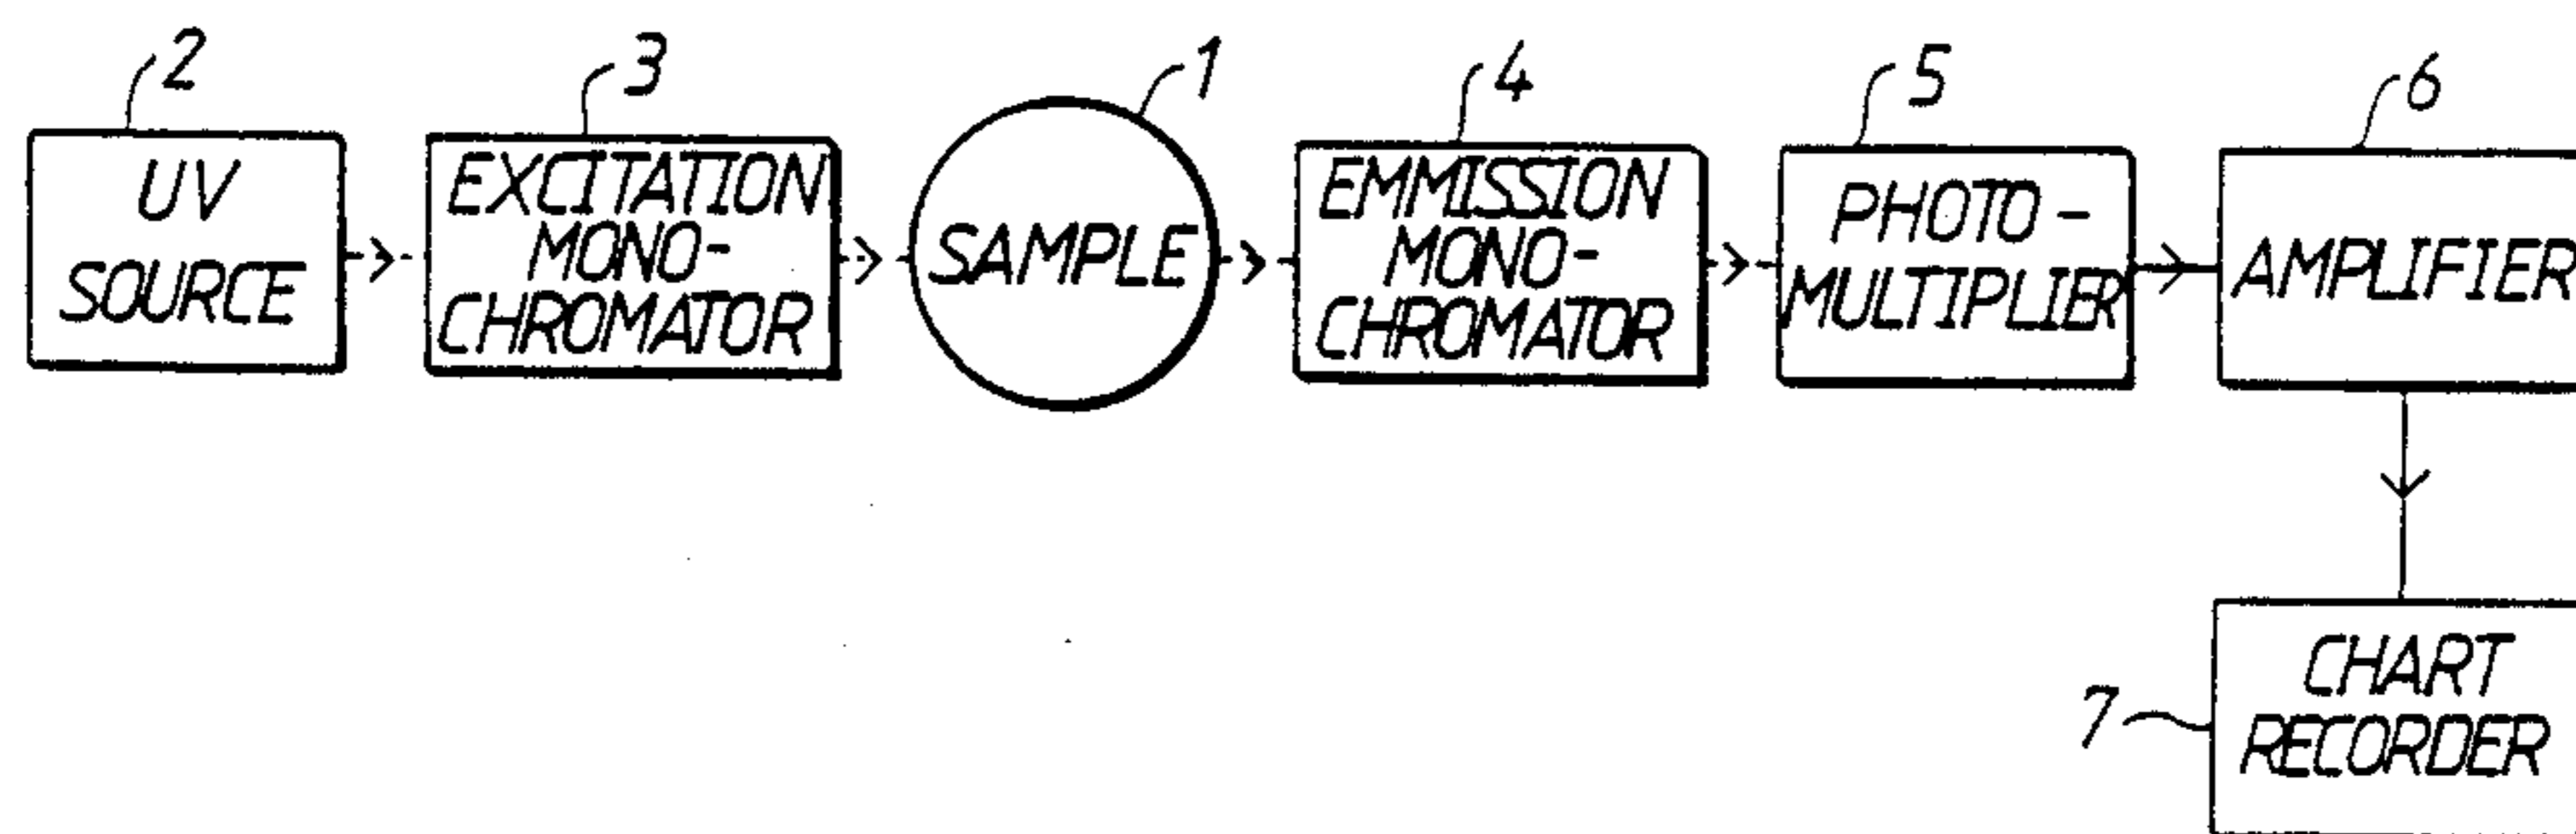 2
3
1
4
5
6
UV
SOURCE
EXCITATION
MONO-
CHROMATOR
SAMPLE
EMMISSION
MONO-
CHROMATOR
PHOTO-
MULTIPLIER
AMPLIFIER
7
CHART
RECORDER